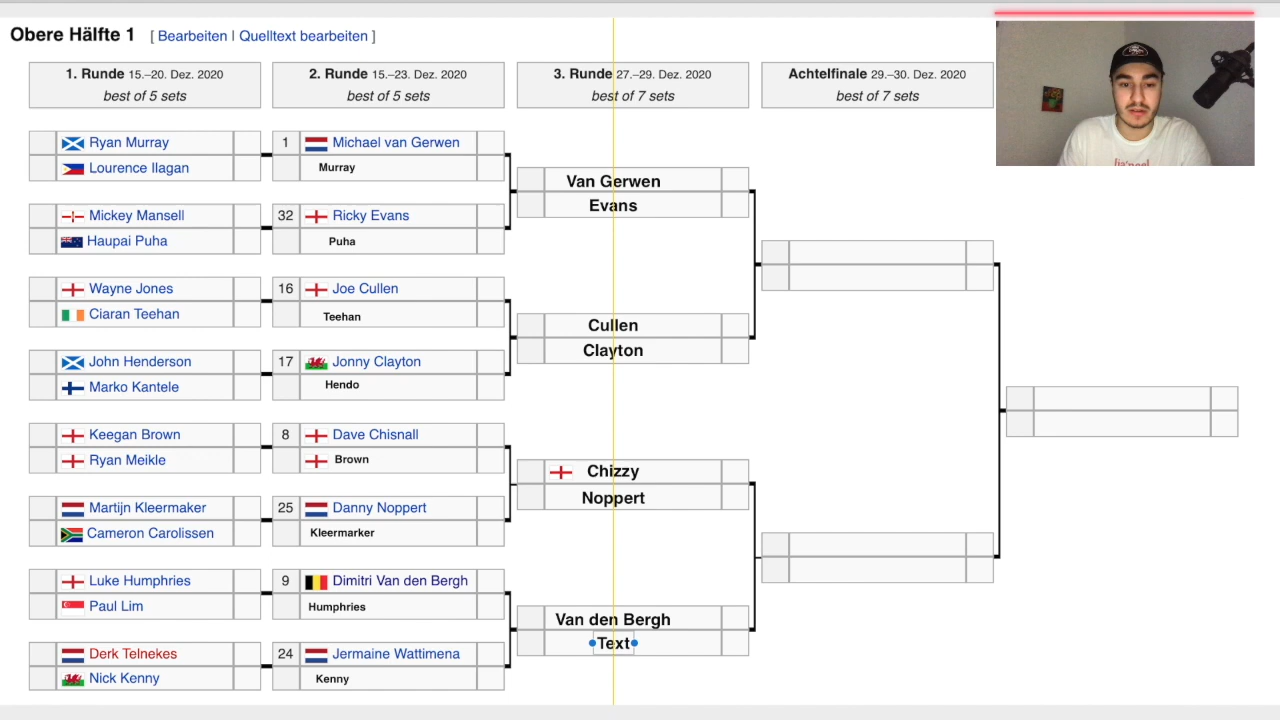 Obere Hälfte 1 [ Bearbeiten | Quelltext bearbeiten ]
1. Runde 15.–20. Dez. 2020
best of 5 sets
2. Runde 15.–23. Dez. 2020
best of 5 sets
3. Runde 27.–29. Dez. 2020
best of 7 sets
Achtelfinale 29.–30. Dez. 2020
best of 7 sets
Ryan Murray
Lourence Ilagan
Mickey Mansell
Haupai Puha
Wayne Jones
Ciaran Teehan
John Henderson
Marko Kantele
Keegan Brown
Ryan Meikle
Martijn Kleermaker
Cameron Carolissen
Luke Humphries
Paul Lim
Derk Telnekes
Nick Kenny
1 Michael van Gerwen
Murray
32 Ricky Evans
Puha
16 Joe Cullen
Teehan
17 Jonny Clayton
Hendo
8 Dave Chisnall
Brown
25 Danny Noppert
Kleermarker
9 Dimitri Van den Bergh
Humphries
24 Jermaine Wattimena
Kenny
Van Gerwen
Evans
Cullen
Clayton
Chizzy
Noppert
Van den Bergh
Text